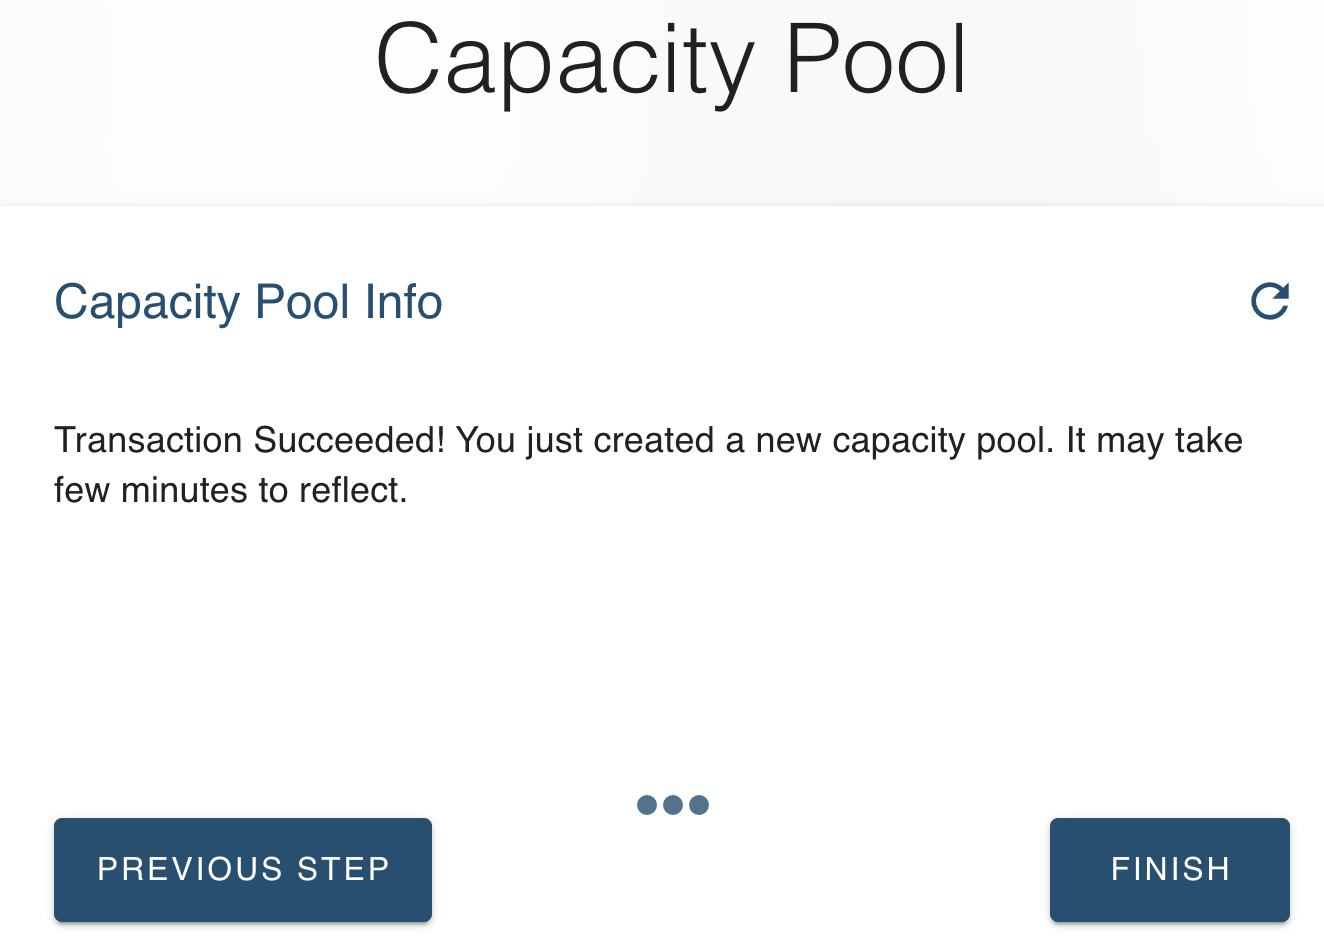 Capacity Pool
Capacity Pool Info
Transaction Succeeded! You just created a new capacity pool. It may take
few minutes to reflect.
PREVIOUS STEP
FINISH